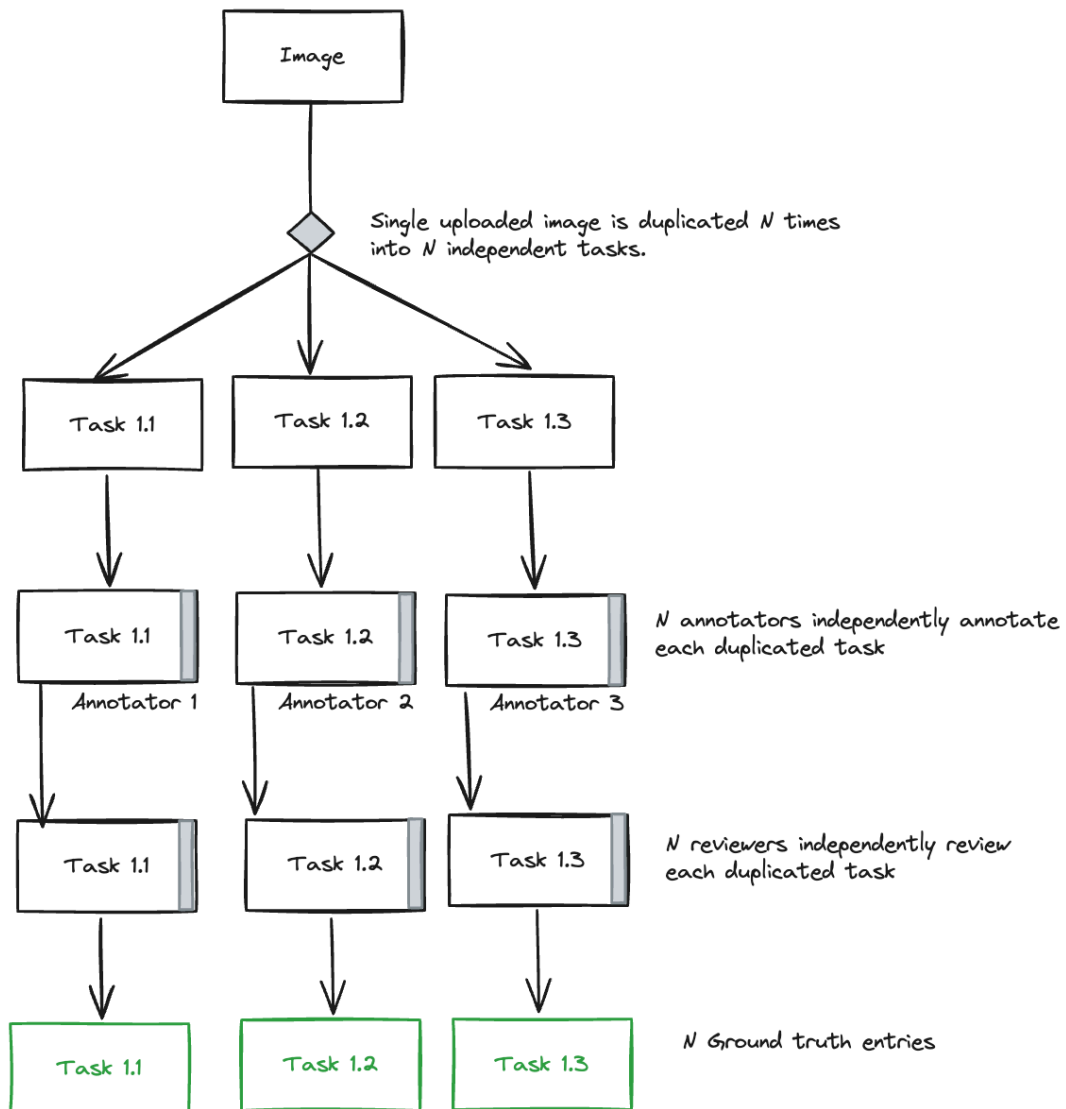 Image
Single uploaded image is duplicated N times
into N independent tasks.
Task 1.1
Task 1.2
Task 1.3
Task 1.1
Task 1.2
Task 1.3
N annotators independently annotate
each duplicated task
Annotator 1
Annotator 2
Annotator 3
Task 1.1
Task 1.2
Task 1.3
N reviewers independently review
each duplicated task
Task 1.1
Task 1.2
Task 1.3
N Ground truth entries